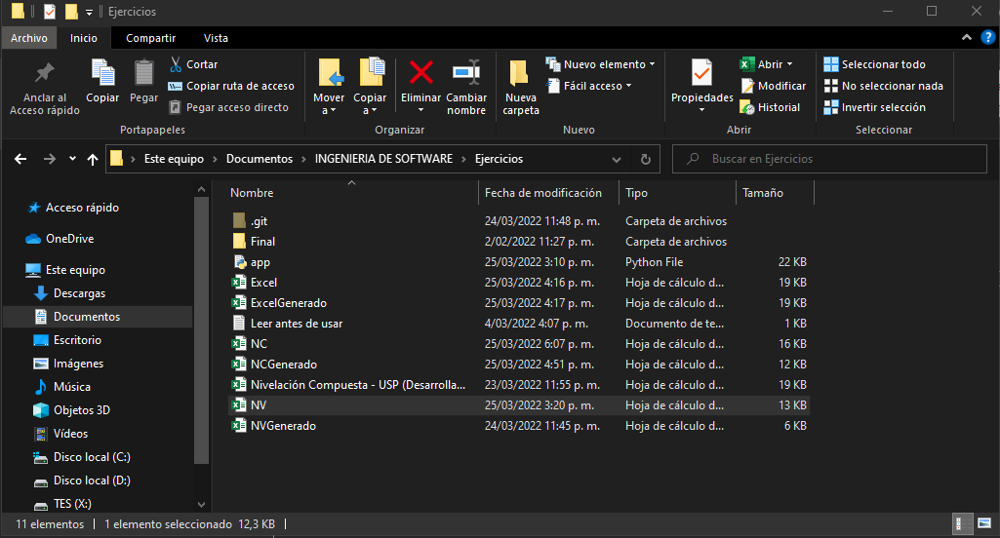 Ejercicios
Archivo Inicio Compartir Vista
Anclar al Acceso rápido
Copiar
Pegar
Cortar
Copiar ruta de acceso
Pegar acceso directo
Portapapeles
Mover a
Copiar a
Eliminar
Cambiar nombre
Organizar
Nueva carpeta
Nuevo elemento
Fácil acceso
Nuevo
Propiedades
Abrir
Modificar
Historial
Abrir
Seleccionar todo
No seleccionar nada
Invertir selección
Seleccionar
Este equipo > Documentos > INGENIERIA DE SOFTWARE > Ejercicios
Buscar en Ejercicios
Acceso rápido
OneDrive
Este equipo
Descargas
Documentos
Escritorio
Imágenes
Música
Objetos 3D
Vídeos
Disco local (C:)
Disco local (D:)
TES (X:)
Nombre Fecha de modificación Tipo Tamaño
.git 24/03/2022 11:48 p. m. Carpeta de archivos
Final 2/02/2022 11:27 p. m. Carpeta de archivos
app 25/03/2022 3:10 p. m. Python File 22 KB
Excel 25/03/2022 4:16 p. m. Hoja de cálculo d... 19 KB
ExcelGenerado 25/03/2022 4:17 p. m. Hoja de cálculo d... 19 KB
Leer antes de usar 4/03/2022 4:07 p. m. Documento de te... 1 KB
NC 25/03/2022 6:07 p. m. Hoja de cálculo d... 16 KB
NCGenerado 25/03/2022 4:51 p. m. Hoja de cálculo d... 12 KB
Nivelación Compuesta - USP (Desarrolla... 23/03/2022 11:55 p. m. Hoja de cálculo d... 19 KB
NV 25/03/2022 3:20 p. m. Hoja de cálculo d... 13 KB
NVGenerado 24/03/2022 11:45 p. m. Hoja de cálculo d... 6 KB
11 elementos 1 elemento seleccionado 12,3 KB